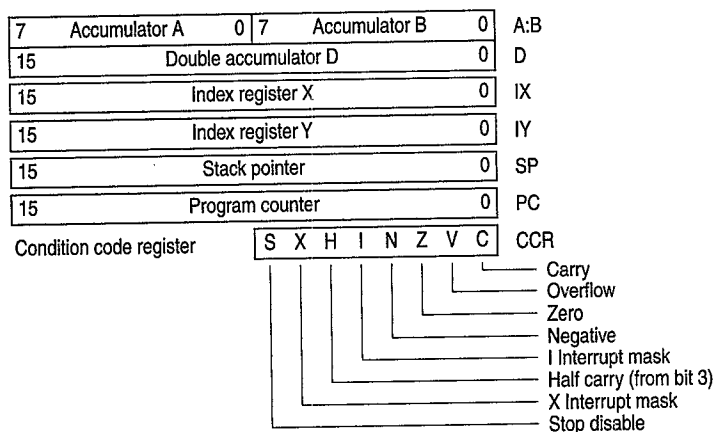 7 Accumulator A 0 7 Accumulator B 0 A:B
15 Double accumulator D 0 D
15 Index register X 0 IX
15 Index register Y 0 IY
15 Stack pointer 0 SP
15 Program counter 0 PC
Condition code register S X H I N Z V C CCR
Carry
Overflow
Zero
Negative
I Interrupt mask
Half carry (from bit 3)
X Interrupt mask
Stop disable